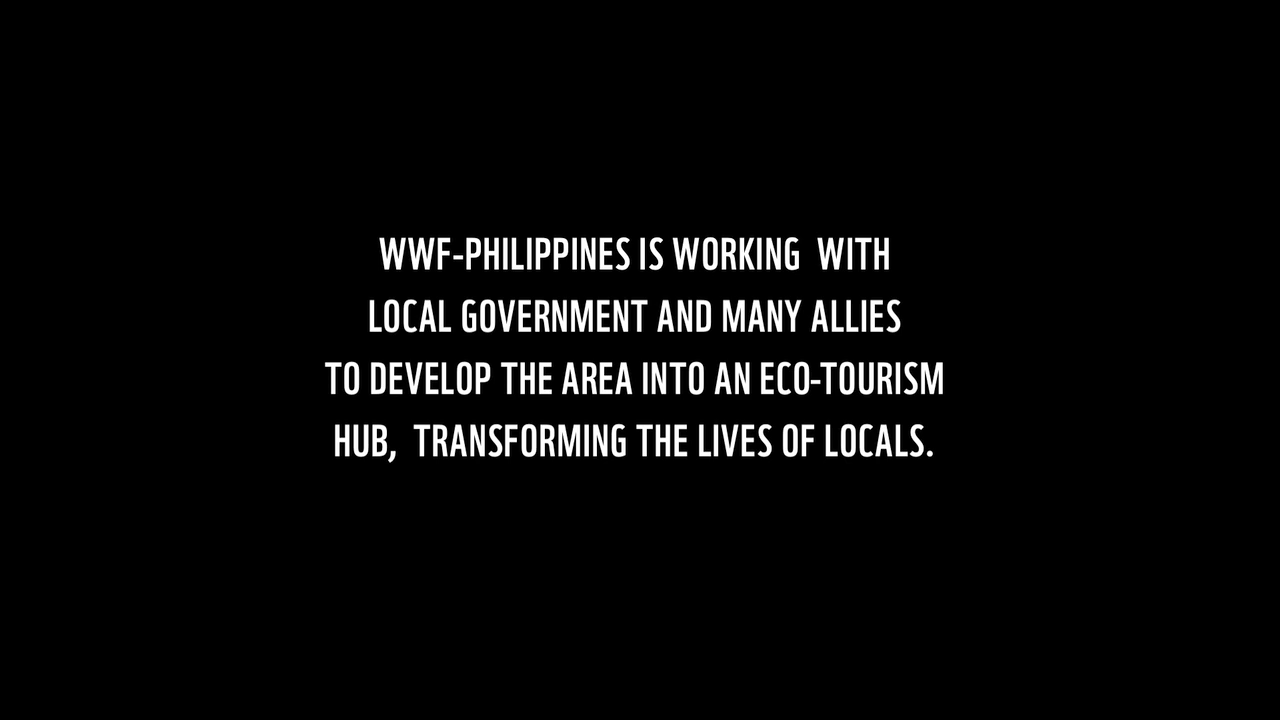 WWF-PHILIPPINES IS WORKING  WITH
LOCAL GOVERNMENT AND MANY ALLIES
TO DEVELOP THE AREA INTO AN ECO-TOURISM
HUB,  TRANSFORMING THE LIVES OF LOCALS.